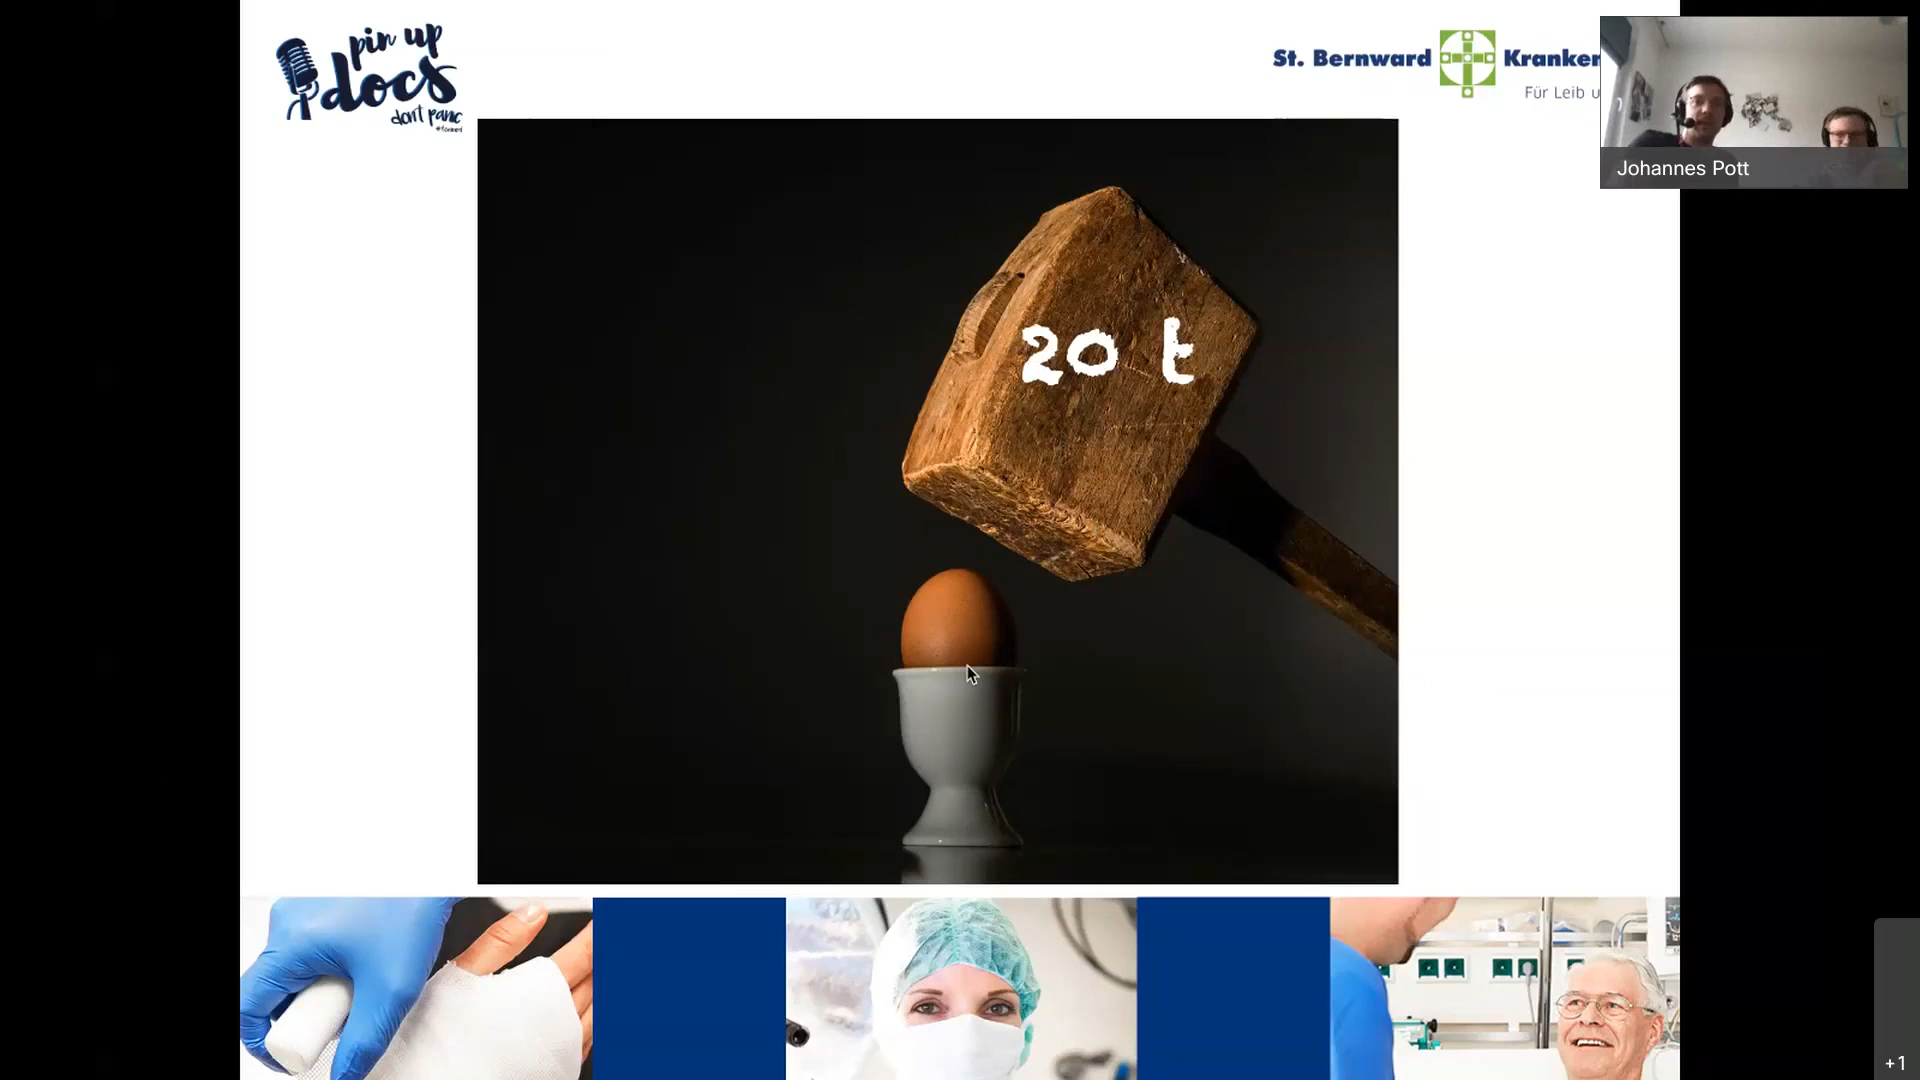 pin up
docs
don't panic
St. Bernward Kranken
Für Leib u
Johannes Pott
20 t
+1